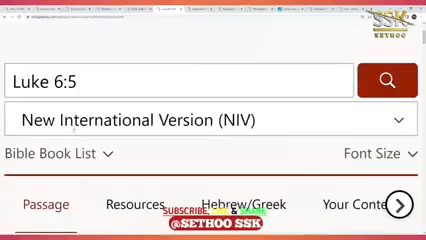 SSK
SETHOO
Luke 6:5
New International Version (NIV)
Bible Book List
Font Size
Passage Resources Hebrew/Greek Your Conte
SUBSCRIBE, LIKE & SHARE
@SETHOO SSK